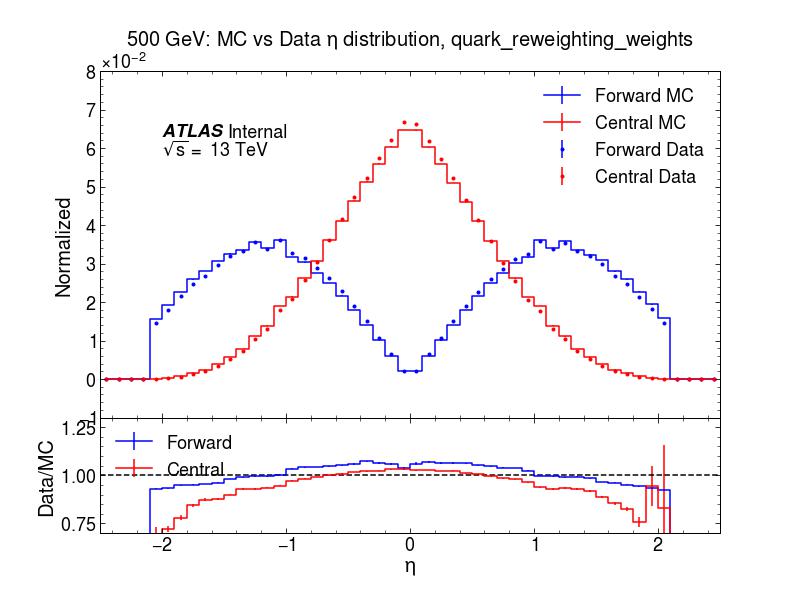 500 GeV: MC vs Data η distribution, quark_reweighting_weights
×10⁻²
8
7
6
5
4
3
2
1
0
−1
Normalized
ATLAS Internal
√s = 13 TeV
Forward MC
Central MC
Forward Data
Central Data
1.25
1.00
0.75
Data/MC
Forward
Central
−2 −1 0 1 2
η